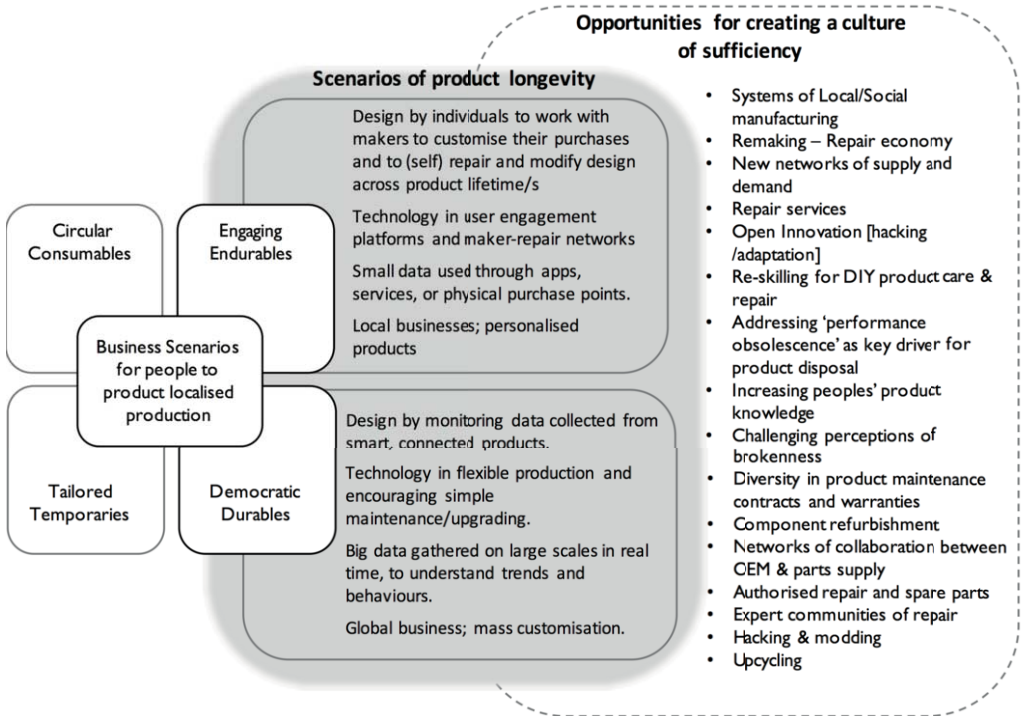 Opportunities for creating a culture
of sufficiency
Scenarios of product longevity
Design by individuals to work with
makers to customise their purchases
and to (self) repair and modify design
across product lifetime/s
Technology in user engagement
platforms and maker-repair networks
Small data used through apps,
services, or physical purchase points.
Local businesses; personalised
products
Circular
Consumables
Engaging
Endurables
Business Scenarios
for people to
product localised
production
Tailored
Temporaries
Democratic
Durables
Design by monitoring data collected from
smart, connected products.
Technology in flexible production and
encouraging simple
maintenance/upgrading.
Big data gathered on large scales in real
time, to understand trends and
behaviours.
Global business; mass customisation.
• Systems of Local/Social
manufacturing
• Remaking – Repair economy
• New networks of supply and
demand
• Repair services
• Open Innovation [hacking
/adaptation]
• Re-skilling for DIY product care &
repair
• Addressing ‘performance
obsolescence’ as key driver for
product disposal
• Increasing peoples’ product
knowledge
• Challenging perceptions of
brokenness
• Diversity in product maintenance
contracts and warranties
• Component refurbishment
• Networks of collaboration between
OEM & parts supply
• Authorised repair and spare parts
• Expert communities of repair
• Hacking & modding
• Upcycling